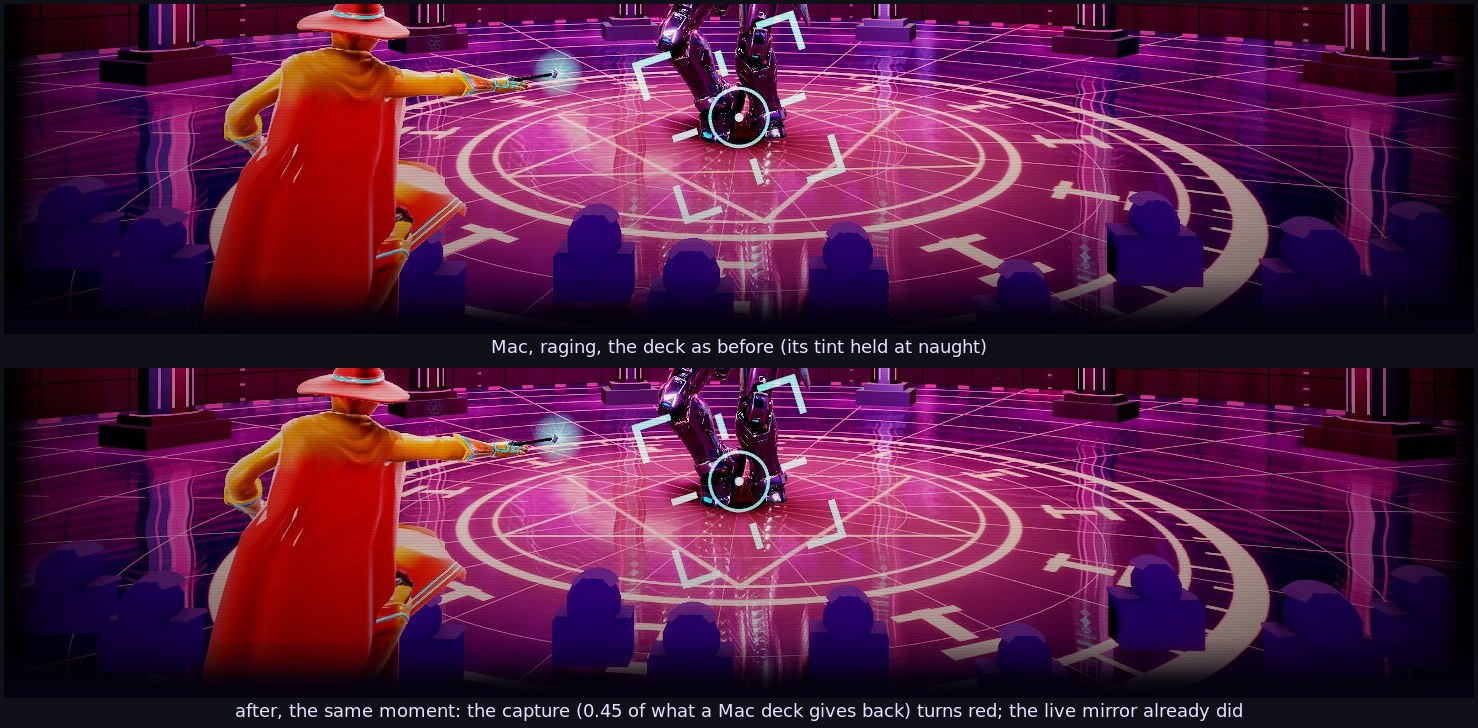 Mac, raging, the deck as before (its tint held at naught)
after, the same moment: the capture (0.45 of what a Mac deck gives back) turns red; the live mirror already did